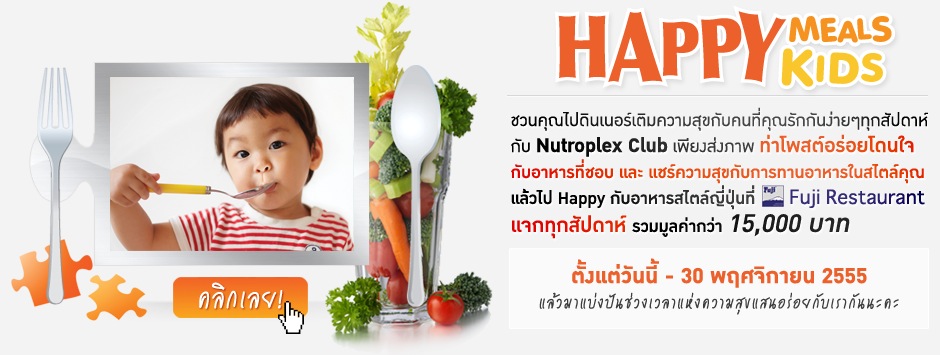 HAPPY MEALS KIDS
ชวนคุณไปดินเนอร์เติมความสุขกับคนที่คุณรักกันง่ายๆทุกสัปดาห์
กับ Nutroplex Club เพียงส่งภาพ ท่าโพสต์อร่อยโดนใจ
กับอาหารที่ชอบ และ แชร์ความสุขกับการทานอาหารในสไตล์คุณ
แล้วไป Happy กับอาหารสไตล์ญี่ปุ่นที่ Fuji Fuji Restaurant
แจกทุกสัปดาห์ รวมมูลค่ากว่า 15,000 บาท
ตั้งแต่วันนี้ - 30 พฤศจิกายน 2555
แล้วมาแบ่งปันช่วงเวลาแห่งความสุขแสนอร่อยกับเรากันนะคะ
คลิกเลย!